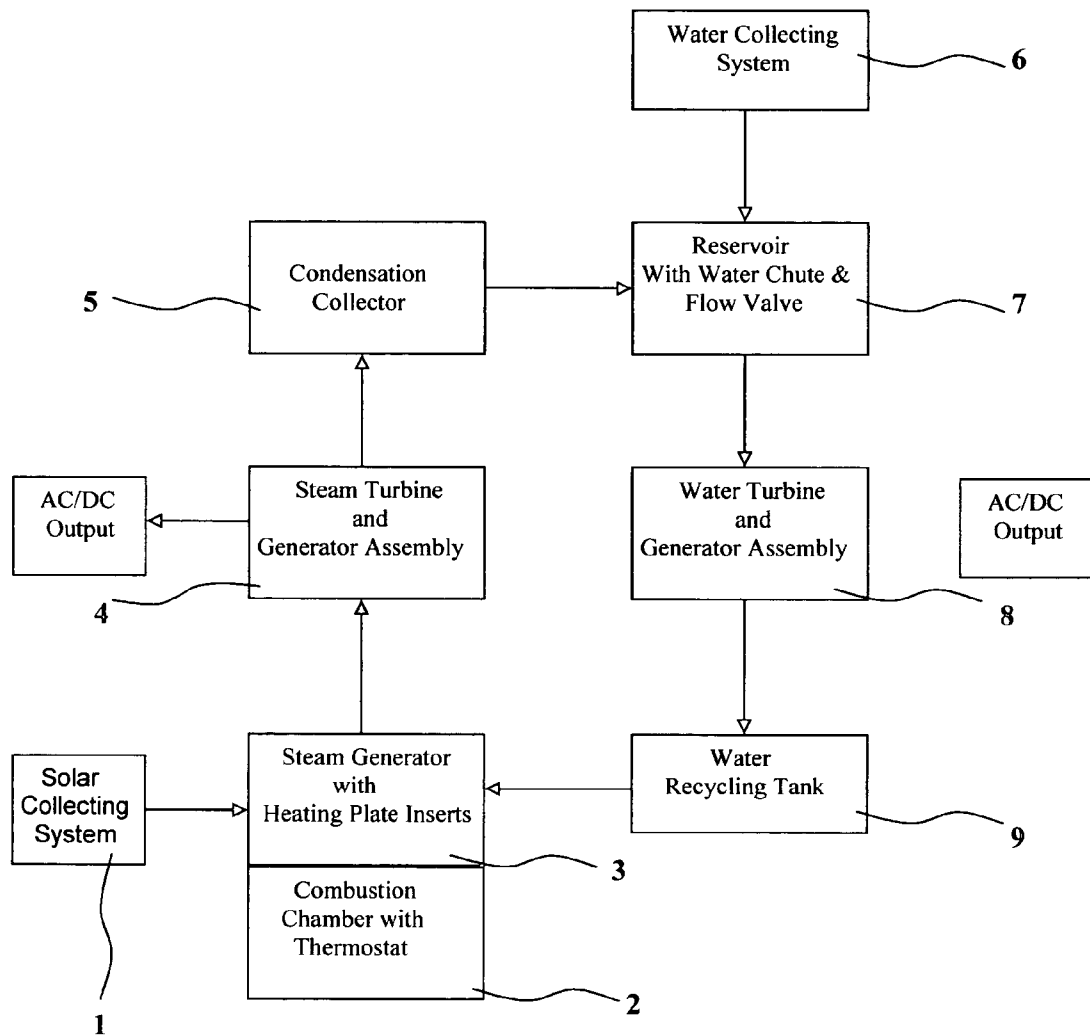 Water Collecting
System
6
Condensation
Collector
5
Reservoir
With Water Chute &
Flow Valve
7
AC/DC
Output
Steam Turbine
and
Generator Assembly
4
Water Turbine
and
Generator Assembly
8
AC/DC
Output
Solar
Collecting
System
1
Steam Generator
with
Heating Plate Inserts
3
Water
Recycling Tank
9
Combustion
Chamber with
Thermostat
2